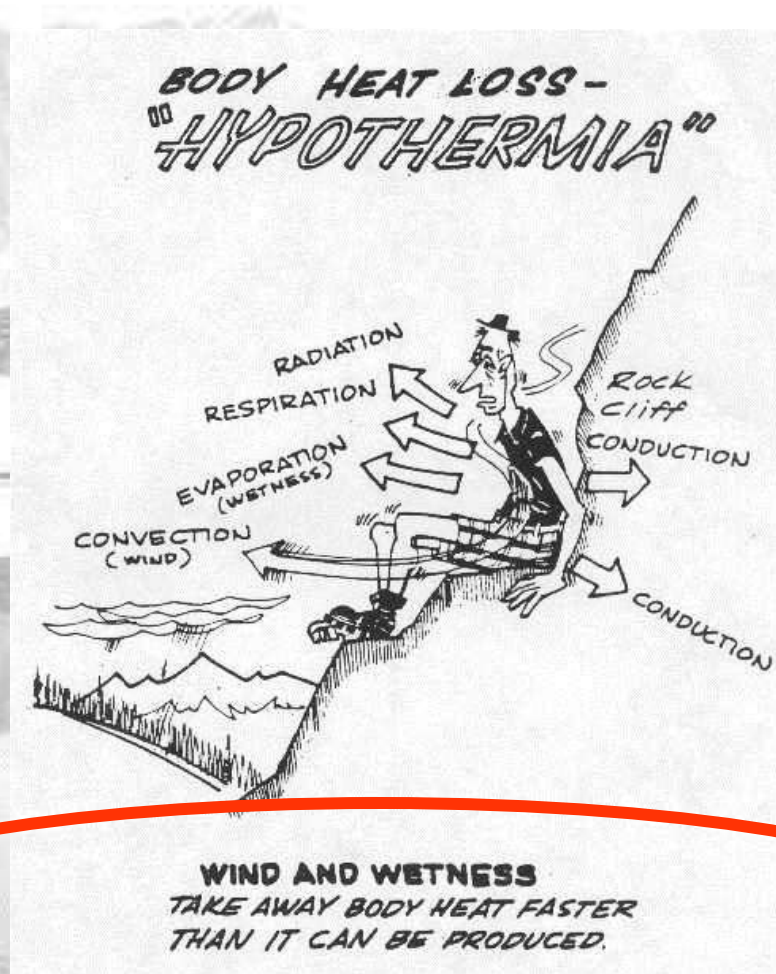 BODY HEAT LOSS -
"HYPOTHERMIA"
RADIATION
RESPIRATION
EVAPORATION
(WETNESS)
CONVECTION
(WIND)
Rock
Cliff
CONDUCTION
CONDUCTION
WIND AND WETNESS
TAKE AWAY BODY HEAT FASTER
THAN IT CAN BE PRODUCED.